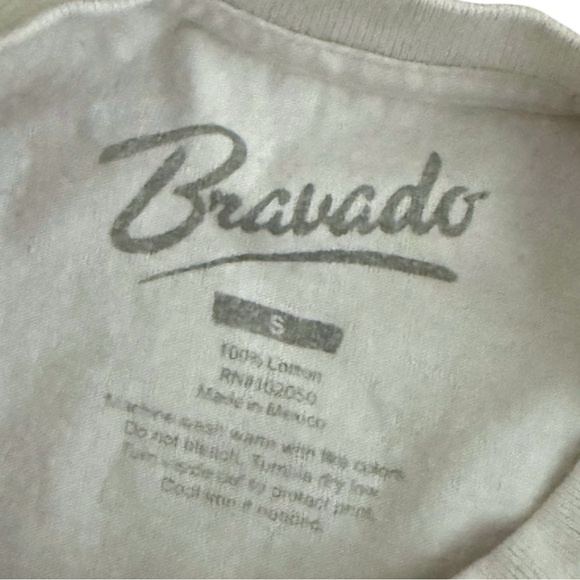 Bravado
S
100% Cotton
RN#102050
Made in Mexico
Machine wash warm with like colors
Do not bleach. Tumble dry low.
Turn inside out to protect print.
Cool iron if needed.